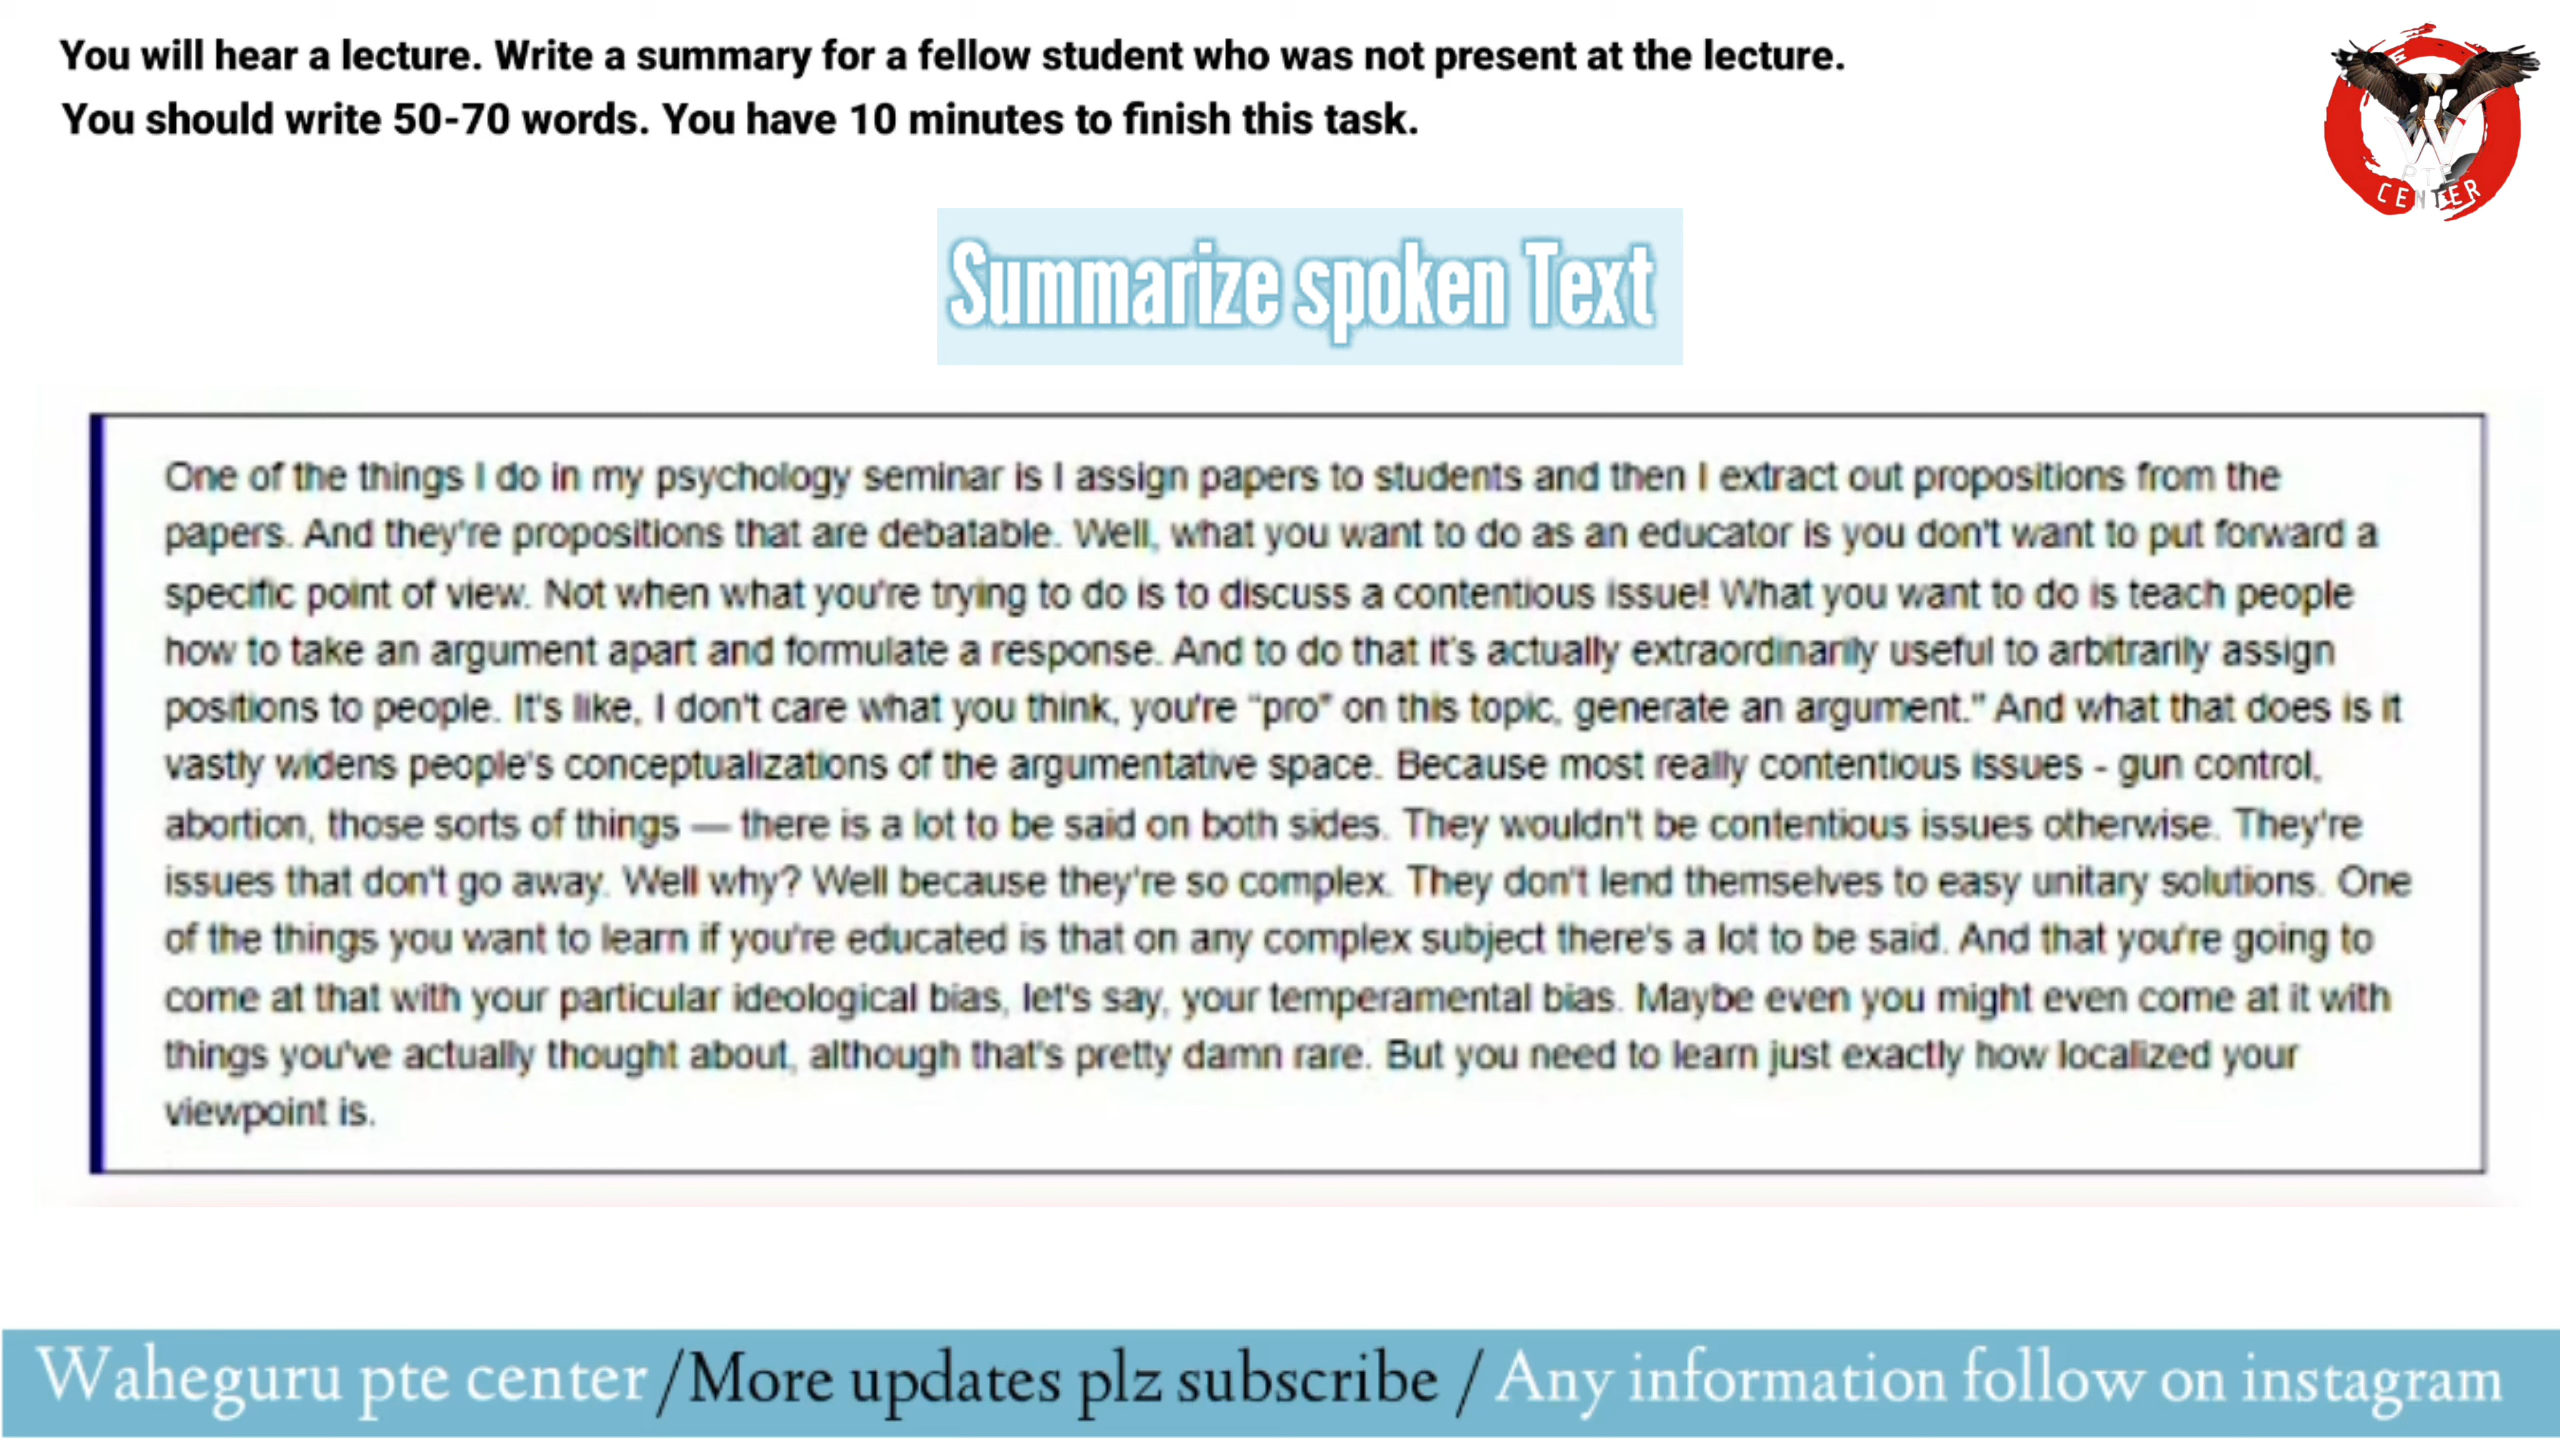 You will hear a lecture. Write a summary for a fellow student who was not present at the lecture.
You should write 50-70 words. You have 10 minutes to finish this task.
W
PTE
CENTER
Summarize spoken Text
One of the things I do in my psychology seminar is I assign papers to students and then I extract out propositions from the
papers. And they're propositions that are debatable. Well, what you want to do as an educator is you don't want to put forward a
specific point of view. Not when what you're trying to do is to discuss a contentious issue! What you want to do is teach people
how to take an argument apart and formulate a response. And to do that it's actually extraordinarily useful to arbitrarily assign
positions to people. It's like, I don't care what you think, you're "pro" on this topic, generate an argument." And what that does is it
vastly widens people's conceptualizations of the argumentative space. Because most really contentious issues - gun control,
abortion, those sorts of things — there is a lot to be said on both sides. They wouldn't be contentious issues otherwise. They're
issues that don't go away. Well why? Well because they're so complex. They don't lend themselves to easy unitary solutions. One
of the things you want to learn if you're educated is that on any complex subject there's a lot to be said. And that you're going to
come at that with your particular ideological bias, let's say, your temperamental bias. Maybe even you might even come at it with
things you've actually thought about, although that's pretty damn rare. But you need to learn just exactly how localized your
viewpoint is.
Waheguru pte center /More updates plz subscribe / Any information follow on instagram